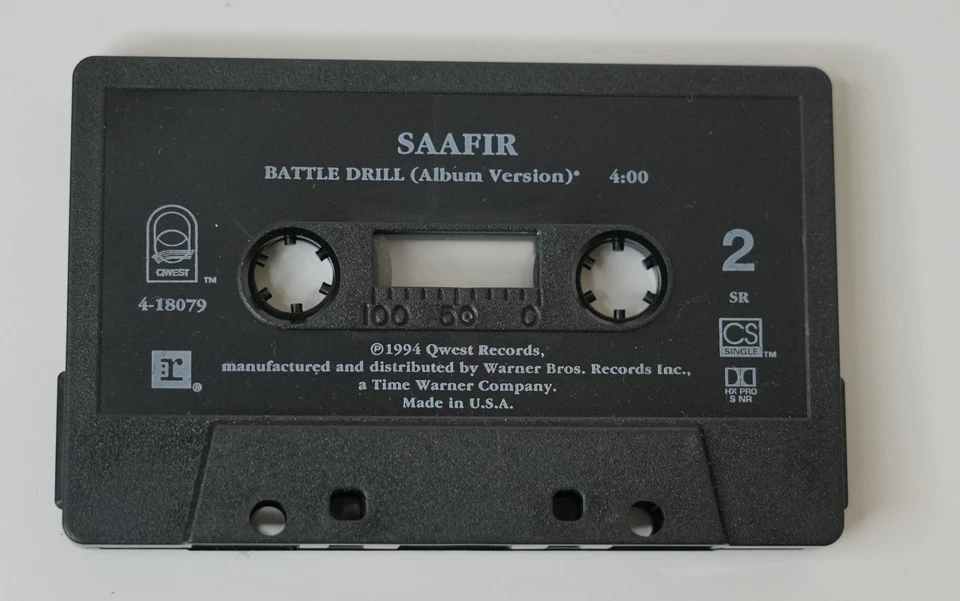 SAAFIR
BATTLE DRILL (Album Version)* 4:00
QWEST ™
4-18079
2
SR
CS
SINGLE ™
HX PRO
S NR
r ®
100 50 0
℗1994 Qwest Records,
manufactured and distributed by Warner Bros. Records Inc.,
a Time Warner Company.
Made in U.S.A.